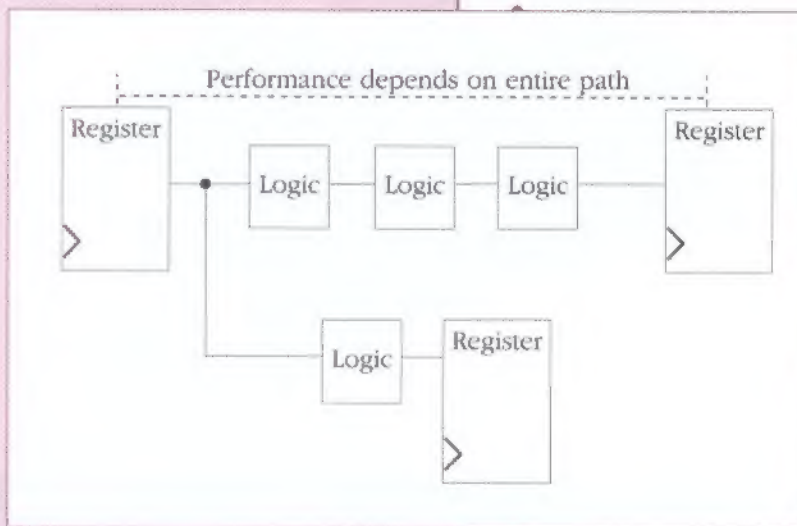 Performance depends on entire path
Register
Register
Logic
Logic
Logic
Logic
Register